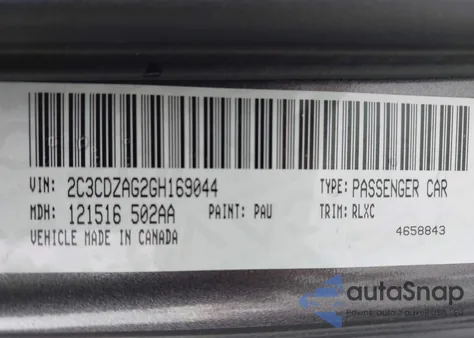 VIN: 2C3CDZAG2GH169044 TYPE: PASSENGER CAR
MDH: 121516 502AA PAINT: PAU TRIM: RLXC
VEHICLE MADE IN CANADA 4658843
autoSnap